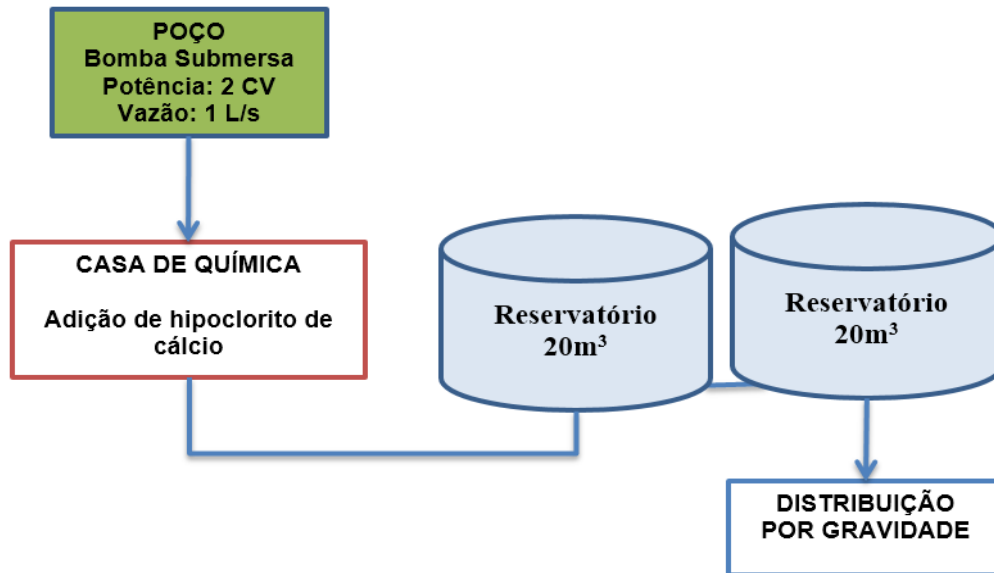 POÇO
Bomba Submersa
Potência: 2 CV
Vazão: 1 L/s
CASA DE QUÍMICA
Adição de hipoclorito de
cálcio
Reservatório
20m³
Reservatório
20m³
DISTRIBUIÇÃO
POR GRAVIDADE